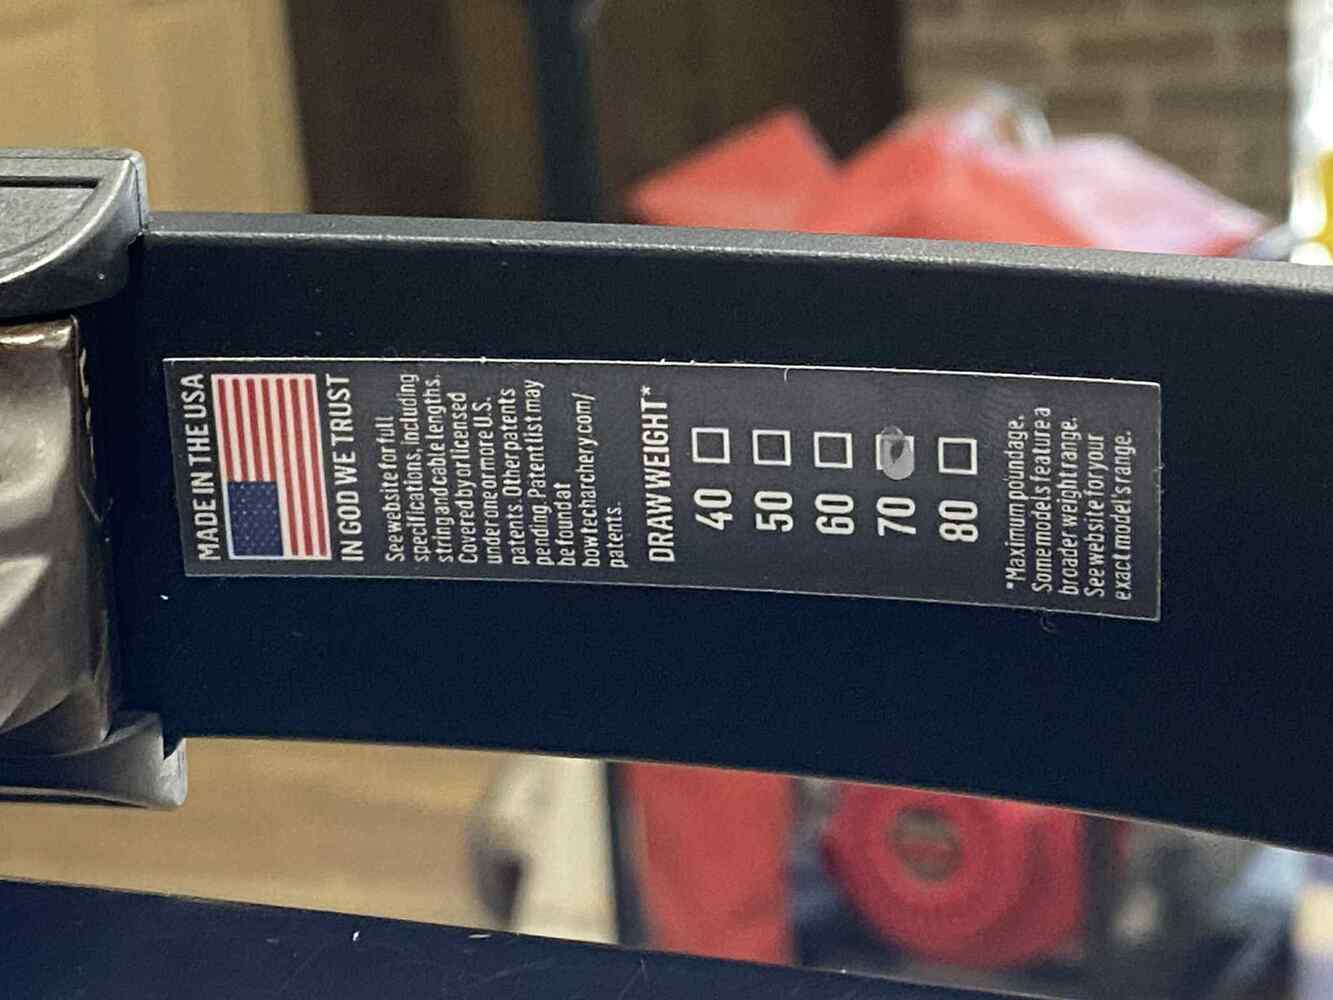 MADE IN THE USA
IN GOD WE TRUST
See website for full
specifications, including
string and cable lengths.
Covered by or licensed
under one or more U.S.
patents. Other patents
pending. Patent list may
be found at
bowtecharchery.com/
patents.
DRAW WEIGHT*
40
50
60
70
80
*Maximum poundage.
Some models feature a
broader weight range.
See website for your
exact model's range.